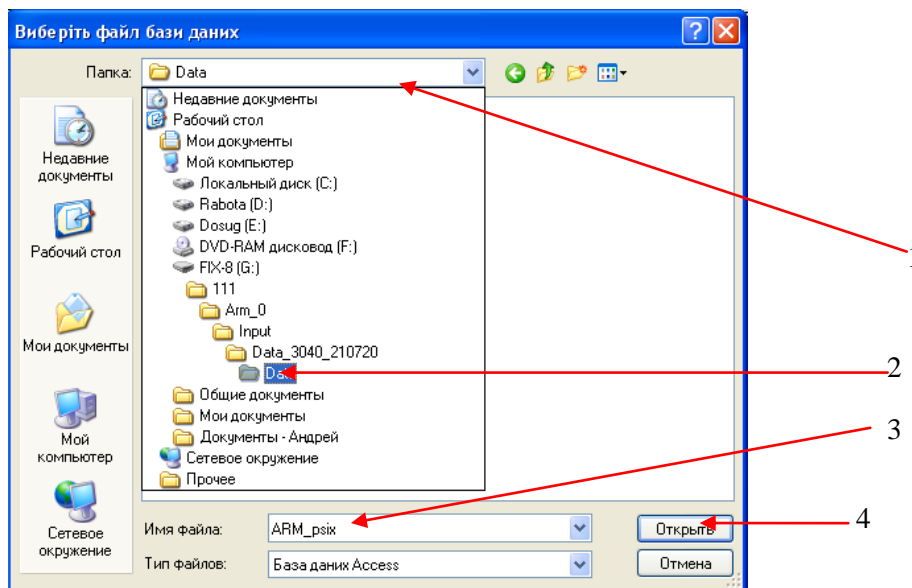 Виберіть файл бази даних
Папка: Data
Недавние документы
Рабочий стол
Мои документы
Мой компьютер
Локальный диск (C:)
Rabota (D:)
Dosug (E:)
DVD-RAM дисковод (F:)
FIX-8 (G:)
111
Arm_0
Input
Data_3040_210720
Общие документы
Мои документы
Документы - Андрей
Сетевое окружение
Прочее
Недавние
документы
Рабочий стол
Мои документы
Мой
компьютер
Сетевое
окружение
Имя файла: ARM_psix Открыть
Тип файлов: База даних Access Отмена
1
2
3
4